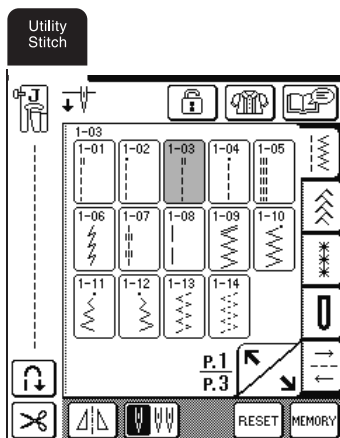 Utility
Stitch
J
1-03
1-01 1-02 1-03 1-04 1-05
1-06 1-07 1-08 1-09 1-10
1-11 1-12 1-13 1-14
P.1
P.3
RESET MEMORY